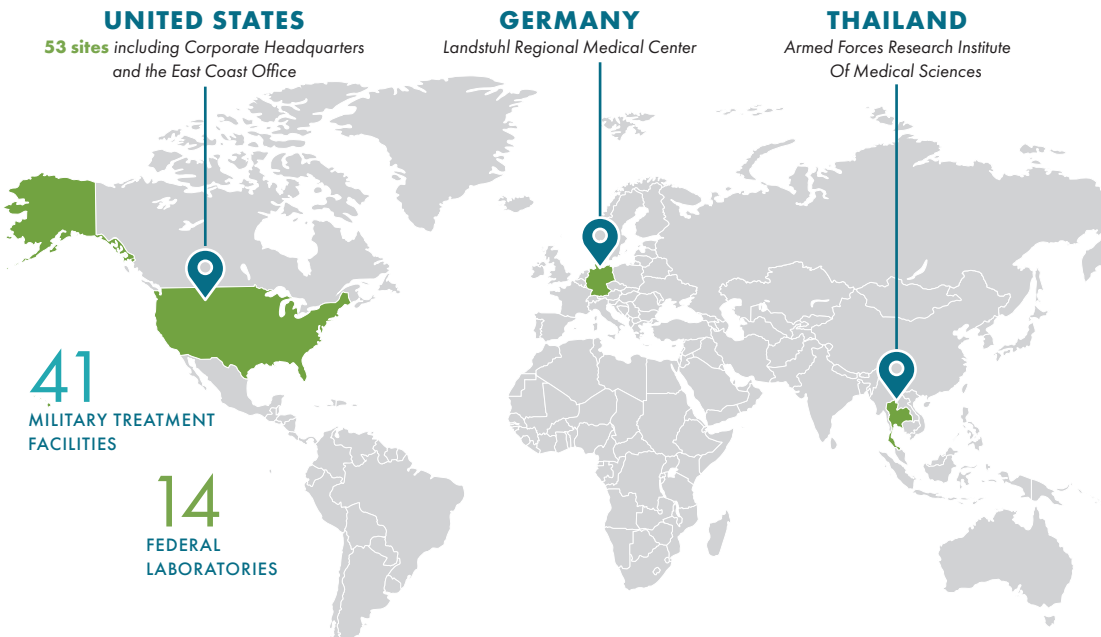 UNITED STATES
53 sites including Corporate Headquarters
and the East Coast Office
GERMANY
Landstuhl Regional Medical Center
THAILAND
Armed Forces Research Institute
Of Medical Sciences
41
MILITARY TREATMENT
FACILITIES
14
FEDERAL
LABORATORIES